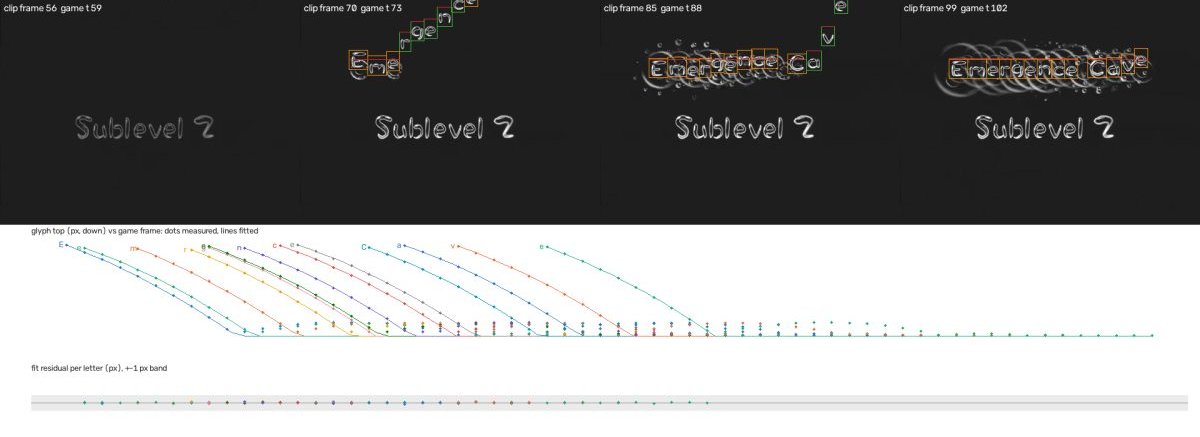 clip frame 56 game t 59
clip frame 70 game t 73
clip frame 85 game t 88
clip frame 99 game t 102
Emergence
Emergence Cave
Emergence Cave
Sublevel 2
Sublevel 2
Sublevel 2
Sublevel 2
glyph top (px, down) vs game frame: dots measured, lines fitted
E e m r g e n c e C a v e
fit residual per letter (px), +-1 px band